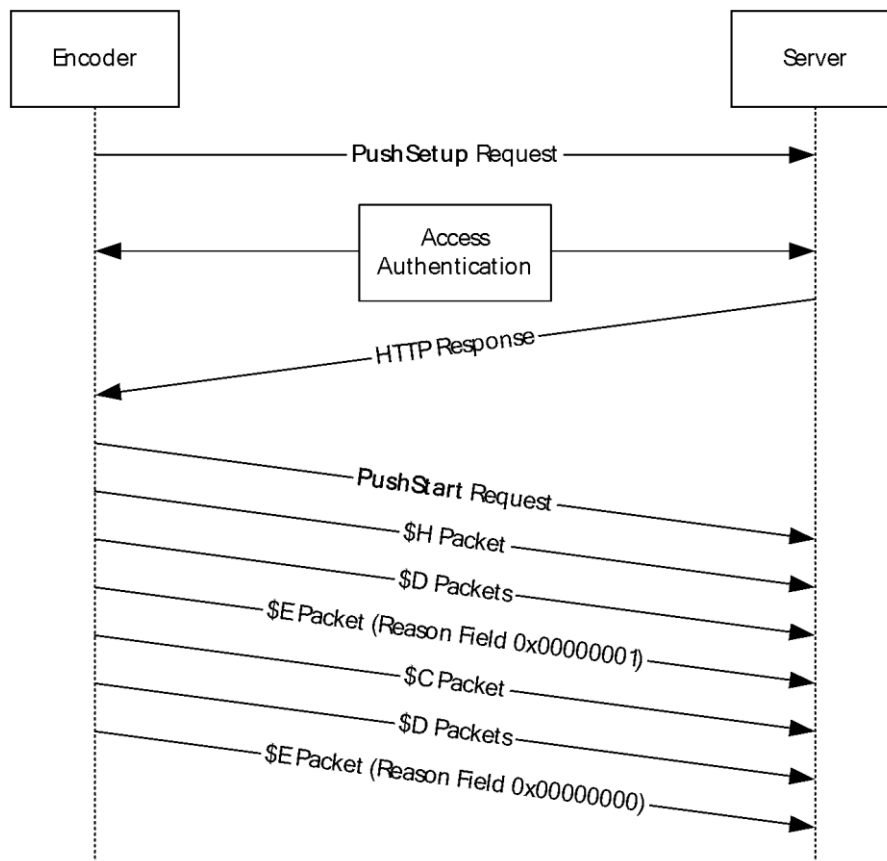 Encoder
Server
PushSetup Request
Access
Authentication
HTTP Response
PushStart Request
$H Packet
$D Packets
$E Packet (Reason Field 0x00000001)
$C Packet
$D Packets
$E Packet (Reason Field 0x00000000)